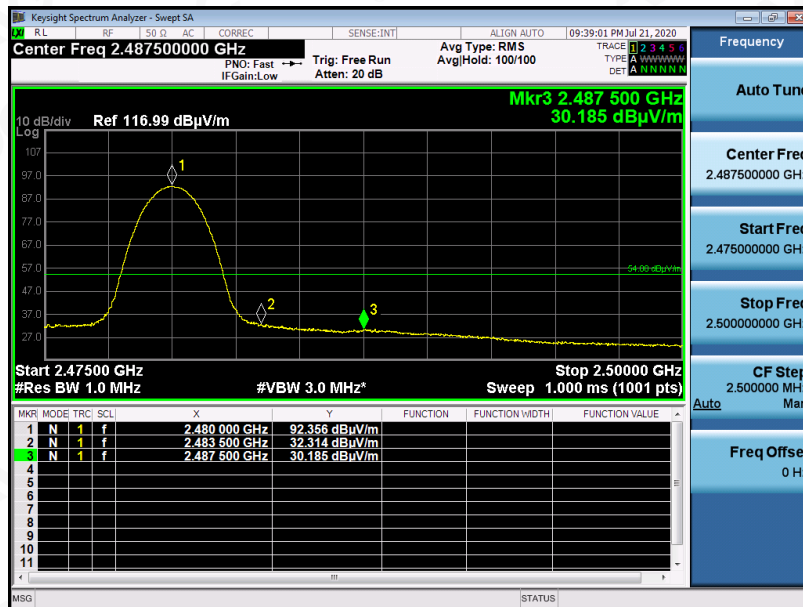 Keysight Spectrum Analyzer - Swept SA
LXI RL RF 50 Ω AC CORREC SENSE:INT ALIGN AUTO 09:39:01 PM Jul 21, 2020
Center Freq 2.487500000 GHz
PNO: Fast
IFGain:Low
Trig: Free Run
Atten: 20 dB
Avg Type: RMS
Avg|Hold: 100/100
TRACE 1 2 3 4 5 6
TYPE A WWWWW
DET A N N N N N
Frequency
Mkr3 2.487 500 GHz
30.185 dBµV/m
10 dB/div Ref 116.99 dBµV/m
Log
107
97.0
87.0
77.0
67.0
57.0
47.0
37.0
27.0
1
2
3
54.00 dBµV/m
Start 2.47500 GHz Stop 2.50000 GHz
#Res BW 1.0 MHz #VBW 3.0 MHz* Sweep 1.000 ms (1001 pts)
MKR MODE TRC SCL X Y FUNCTION FUNCTION WIDTH FUNCTION VALUE
1 N 1 f 2.480 000 GHz 92.356 dBµV/m
2 N 1 f 2.483 500 GHz 32.314 dBµV/m
3 N 1 f 2.487 500 GHz 30.185 dBµV/m
4
5
6
7
8
9
10
11
Auto Tune
Center Freq
2.487500000 GHz
Start Freq
2.475000000 GHz
Stop Freq
2.500000000 GHz
CF Step
2.500000 MHz
Auto Man
Freq Offset
0 Hz
MSG STATUS